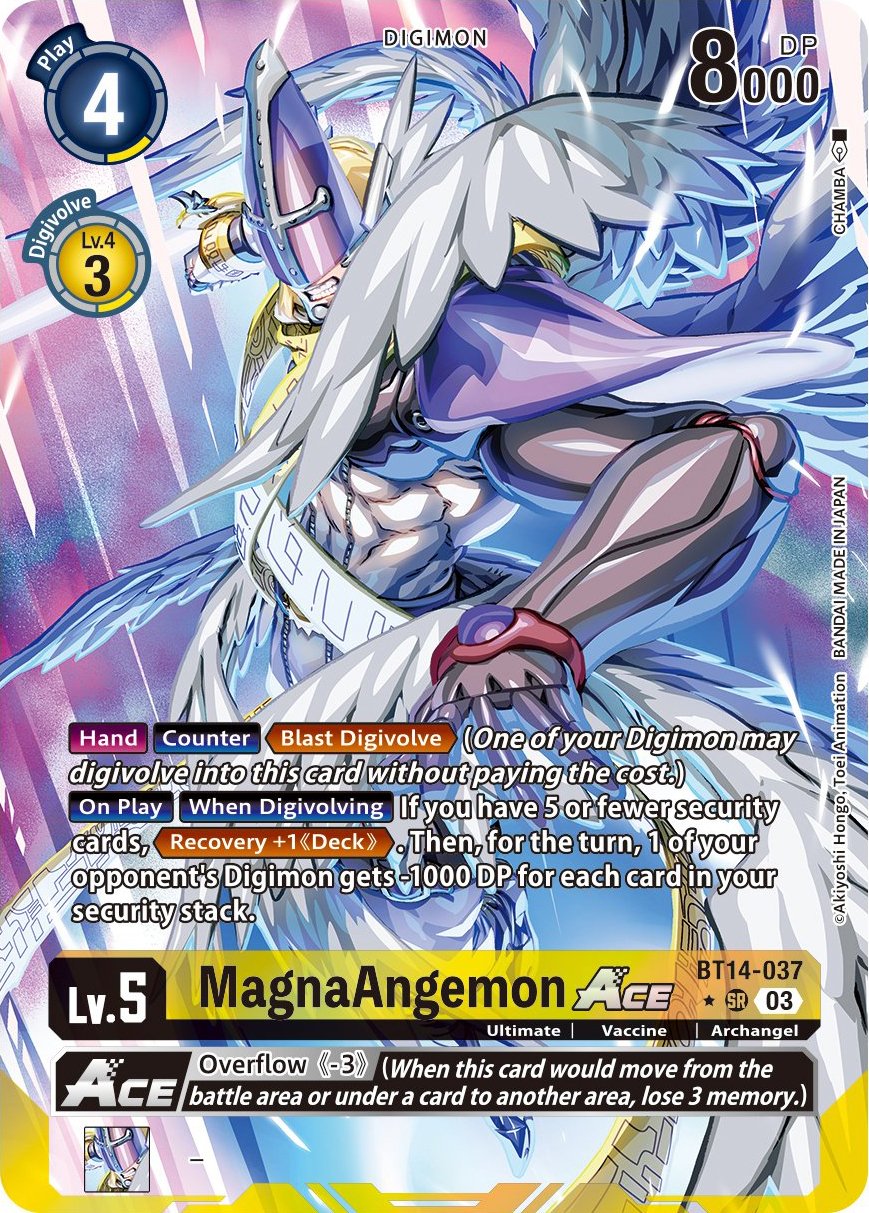 Play
4
DIGIMON
DP
8000
Digivolve
Lv.4
3
CHAMBA
BANDAI MADE IN JAPAN
©Akiyoshi Hongo, Toei Animation
Hand Counter Blast Digivolve (One of your Digimon may
digivolve into this card without paying the cost.)
On Play When Digivolving If you have 5 or fewer security
cards, Recovery +1《Deck》. Then, for the turn, 1 of your
opponent's Digimon gets -1000 DP for each card in your
security stack.
Lv.5
MagnaAngemon ACE
BT14-037
★ SR 03
Ultimate | Vaccine | Archangel
ACE
Overflow《-3》(When this card would move from the
battle area or under a card to another area, lose 3 memory.)
–